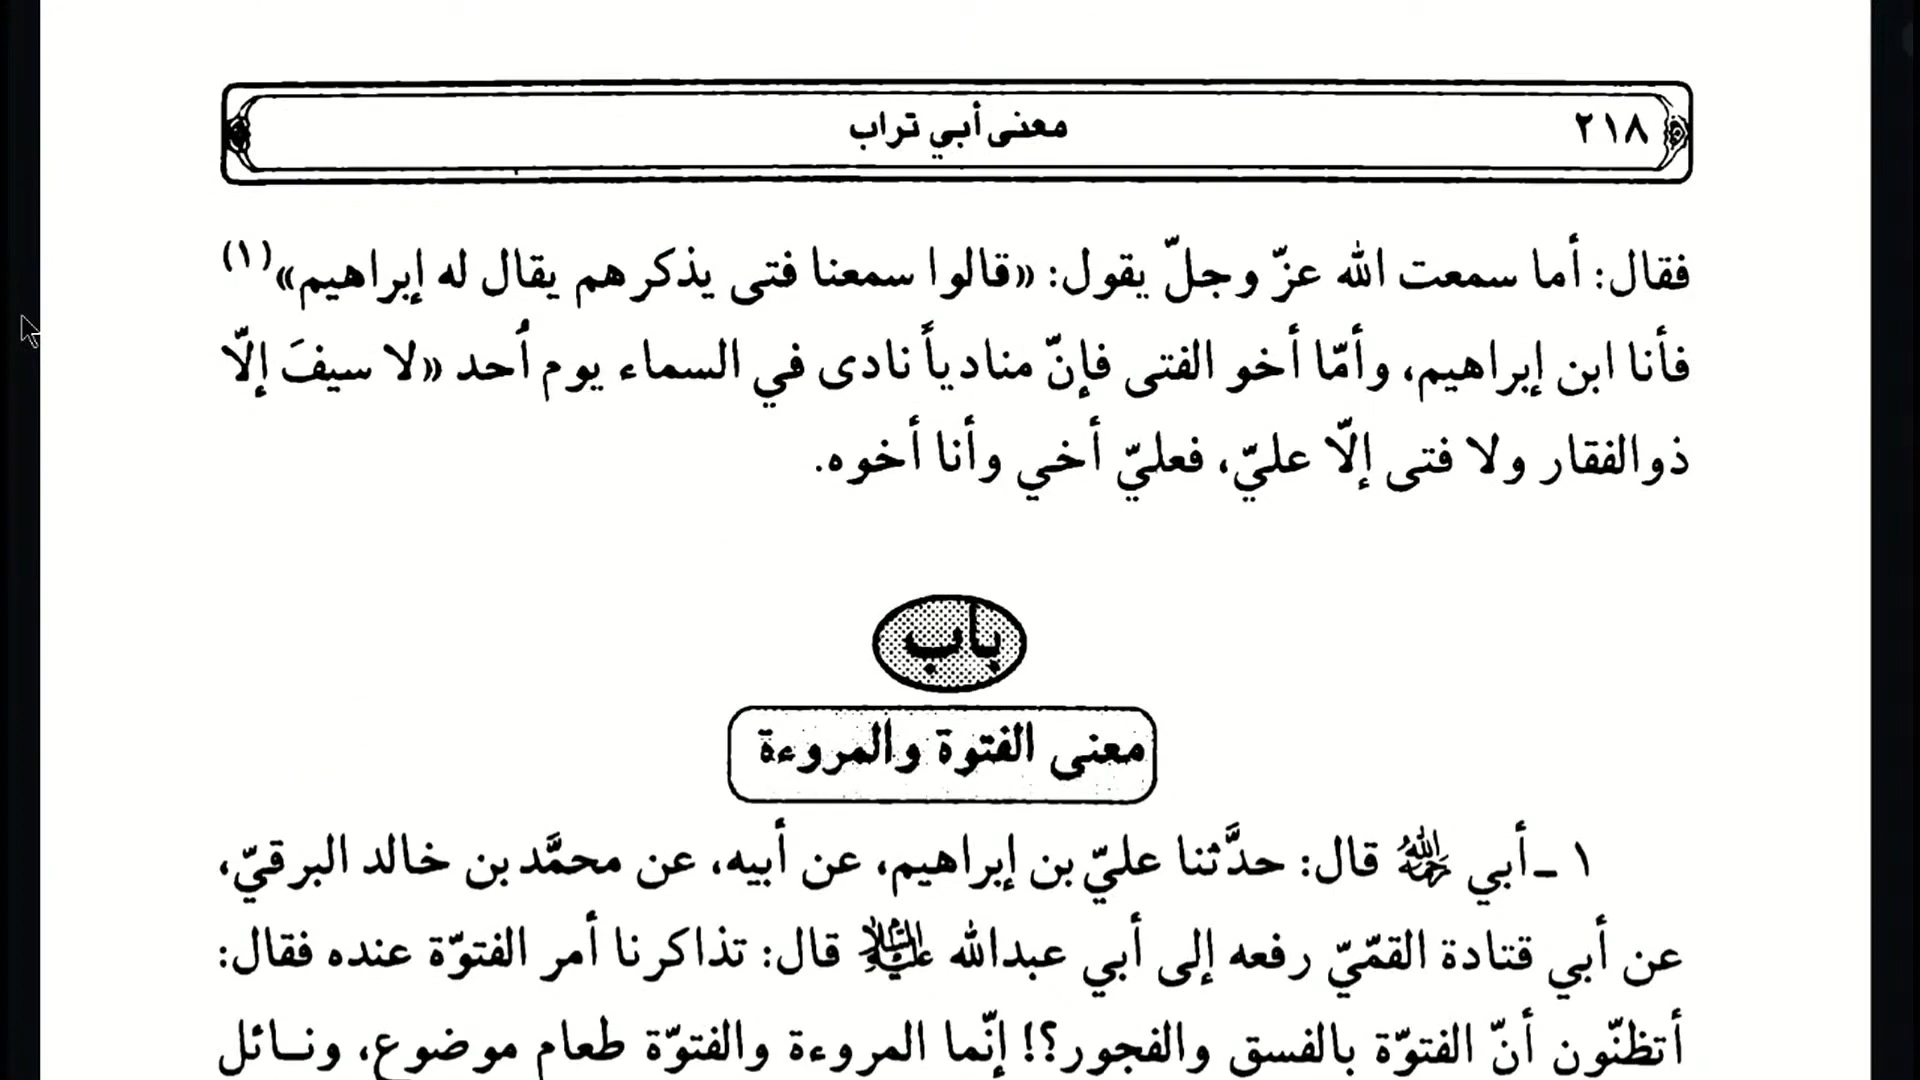 ٢١٨ معنى أبي تراب
فقال: أما سمعت الله عزّ وجلّ يقول: «قالوا سمعنا فتى يذكرهم يقال له إبراهيم»(١)
فأنا ابن إبراهيم، وأمّا أخو الفتى فإنّ منادياً نادى في السماء يوم أُحد «لا سيفَ إلّا
ذوالفقار ولا فتى إلّا عليّ، فعليّ أخي وأنا أخوه.
باب
معنى الفتوة والمروءة
١ ـ أبي رحمه الله قال: حدَّثنا عليّ بن إبراهيم، عن أبيه، عن محمَّد بن خالد البرقيّ،
عن أبي قتادة القمّيّ رفعه إلى أبي عبدالله عليه السلام قال: تذاكرنا أمر الفتوّة عنده فقال:
أتظنّون أنّ الفتوّة بالفسق والفجور؟! إنّما المروءة والفتوّة طعام موضوع، ونائل